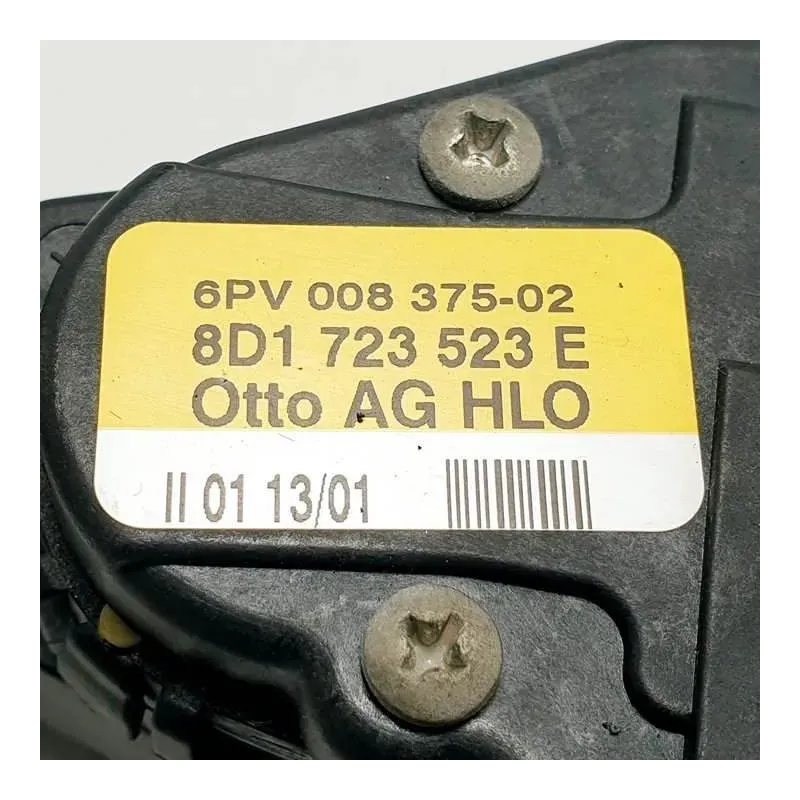 6PV 008 375-02
8D1 723 523 E
Otto AG HLO
II 01 13/01